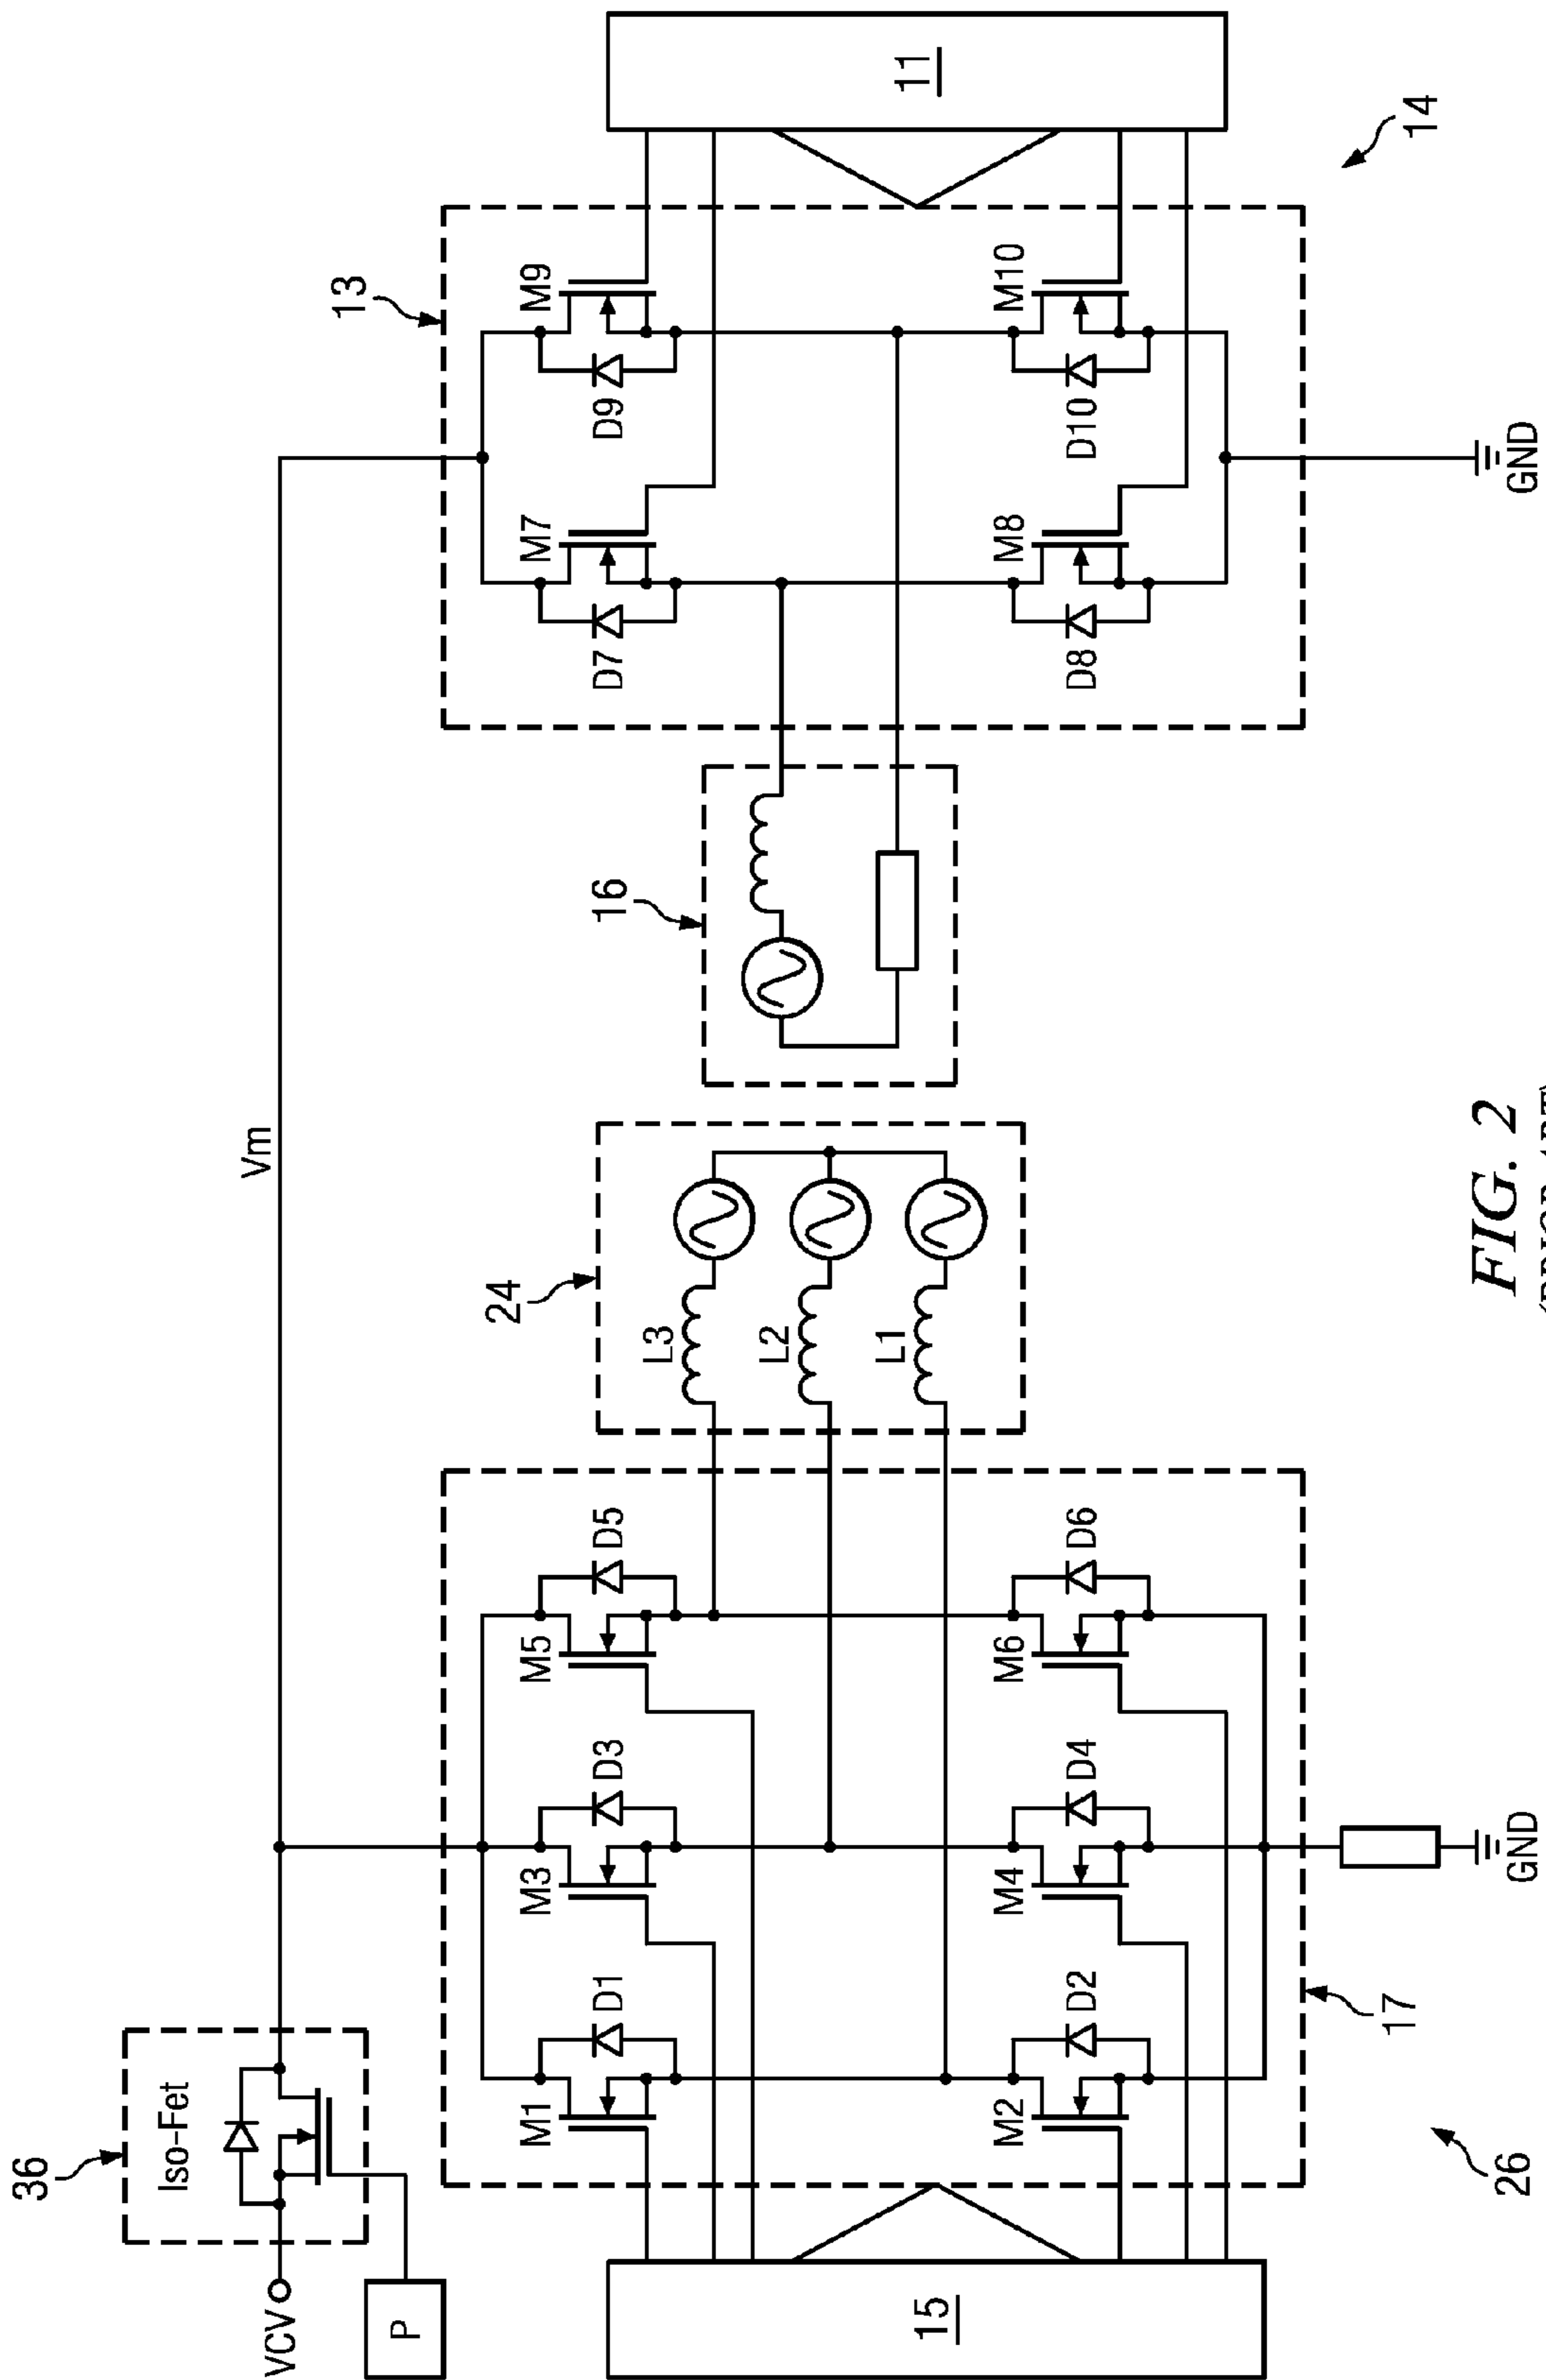 36
Iso-Fet
VCV
P
Vm
15
M1
D1
M3
D3
M5
D5
M2
D2
M4
D4
M6
D6
17
26
GND
24
L3
L2
L1
16
13
D7
M7
D9
M9
D8
M8
D10
M10
11
14
GND
FIG. 2
(PRIOR ART)